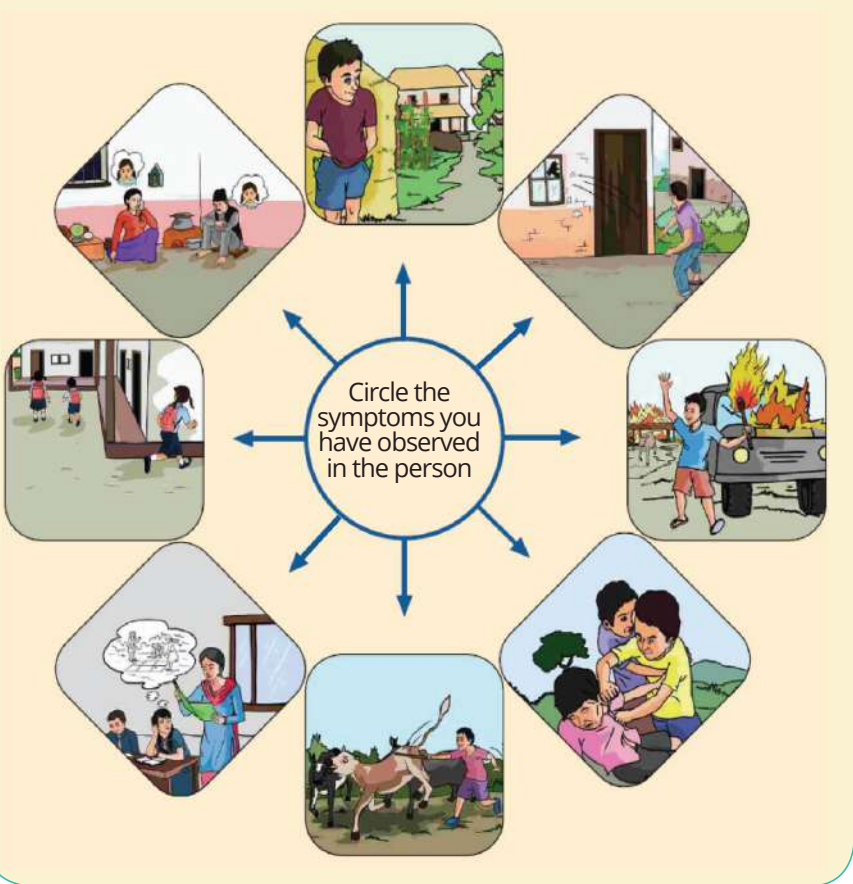 Circle the
symptoms you
have observed
in the person